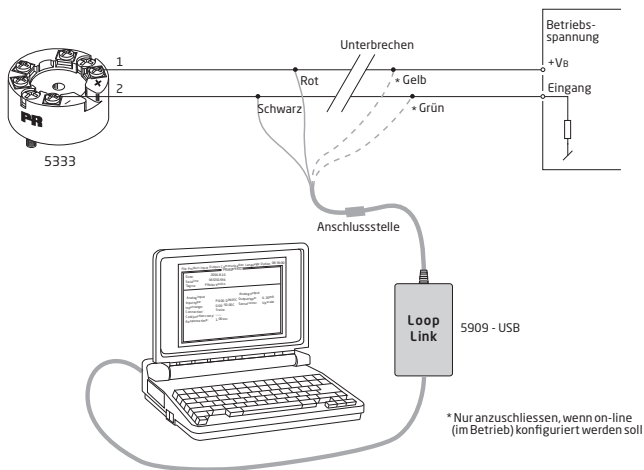 Betriebs-
spannung
Unterbrechen
1
+VB
Rot
* Gelb
Eingang
2
Schwarz
* Grün
PR
5333
Anschlussstelle
Loop
Link
5909 - USB
* Nur anzuschliessen, wenn on-line
(im Betrieb) konfiguriert werden soll